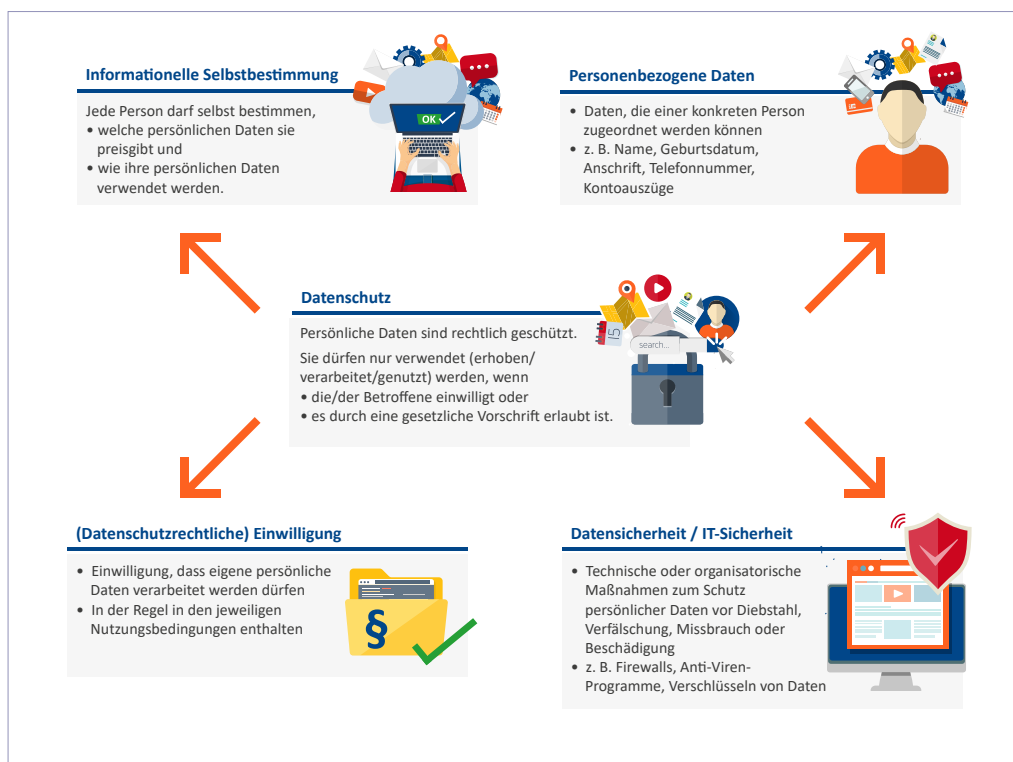 Informationelle Selbstbestimmung
Jede Person darf selbst bestimmen,
• welche persönlichen Daten sie
preisgibt und
• wie ihre persönlichen Daten
verwendet werden.
OK
Personenbezogene Daten
• Daten, die einer konkreten Person
zugeordnet werden können
• z. B. Name, Geburtsdatum,
Anschrift, Telefonnummer,
Kontoauszüge
Datenschutz
Persönliche Daten sind rechtlich geschützt.
Sie dürfen nur verwendet (erhoben/
verarbeitet/genutzt) werden, wenn
• die/der Betroffene einwilligt oder
• es durch eine gesetzliche Vorschrift erlaubt ist.
15
search...
(Datenschutzrechtliche) Einwilligung
• Einwilligung, dass eigene persönliche
Daten verarbeitet werden dürfen
• In der Regel in den jeweiligen
Nutzungsbedingungen enthalten
§
Datensicherheit / IT-Sicherheit
• Technische oder organisatorische
Maßnahmen zum Schutz
persönlicher Daten vor Diebstahl,
Verfälschung, Missbrauch oder
Beschädigung
• z. B. Firewalls, Anti-Viren-
Programme, Verschlüsseln von Daten